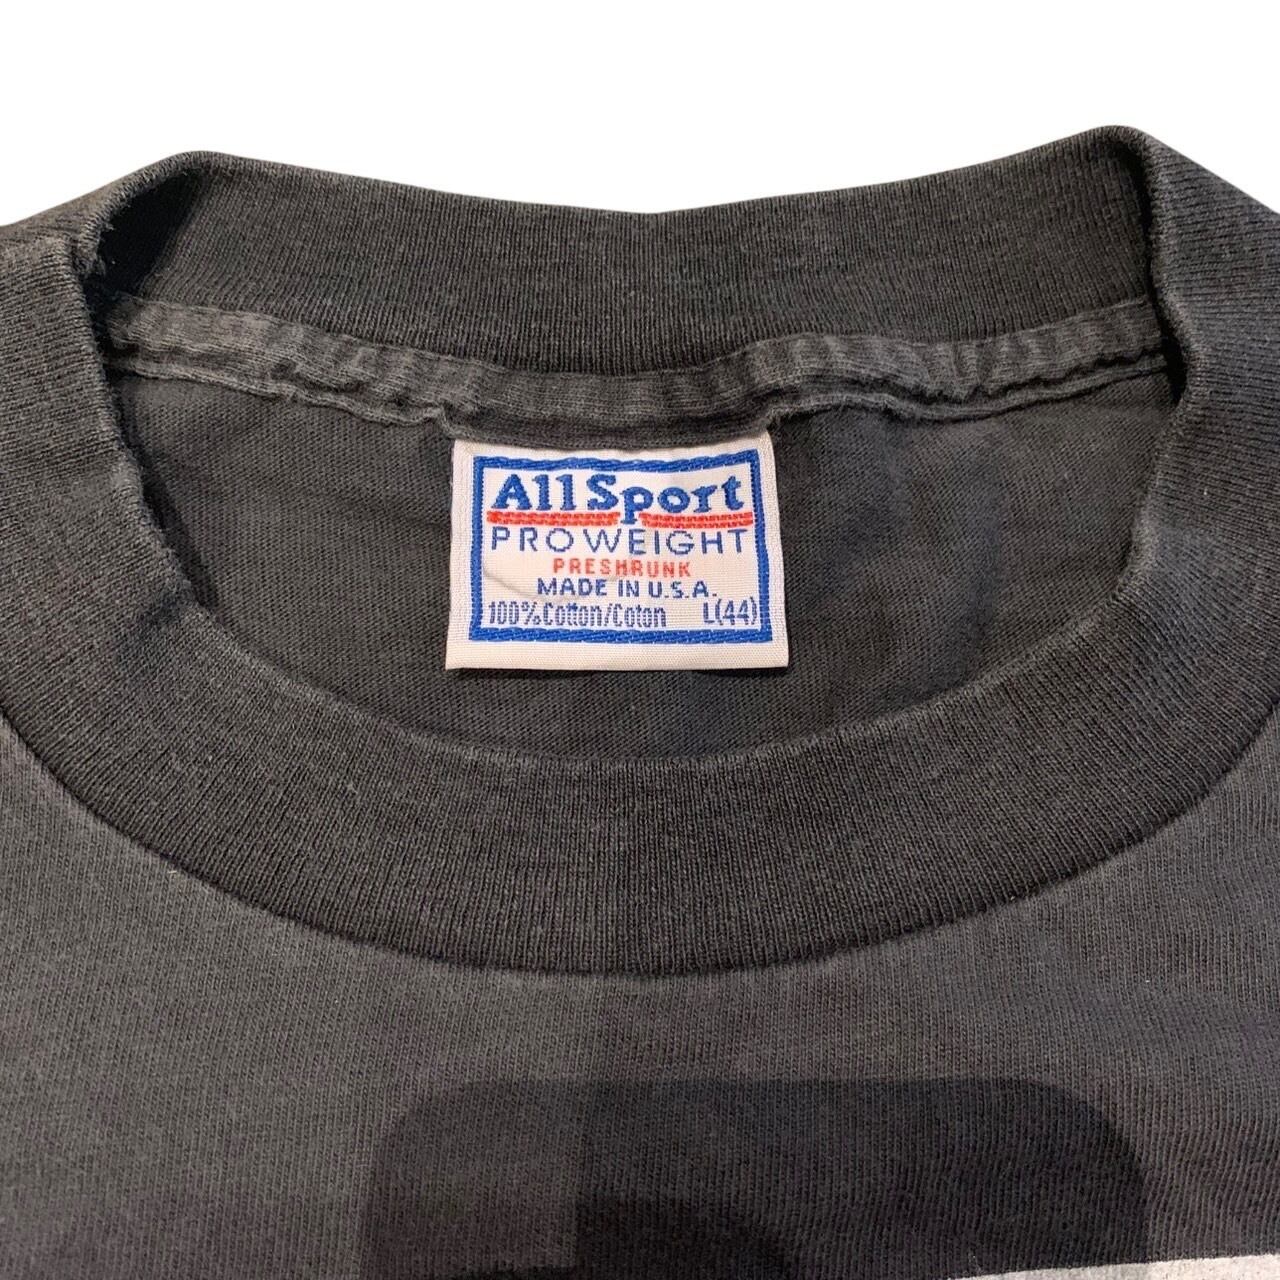 AllSport
PROWEIGHT
PRESHRUNK
MADE IN U.S.A.
100% Cotton/Coton L(44)